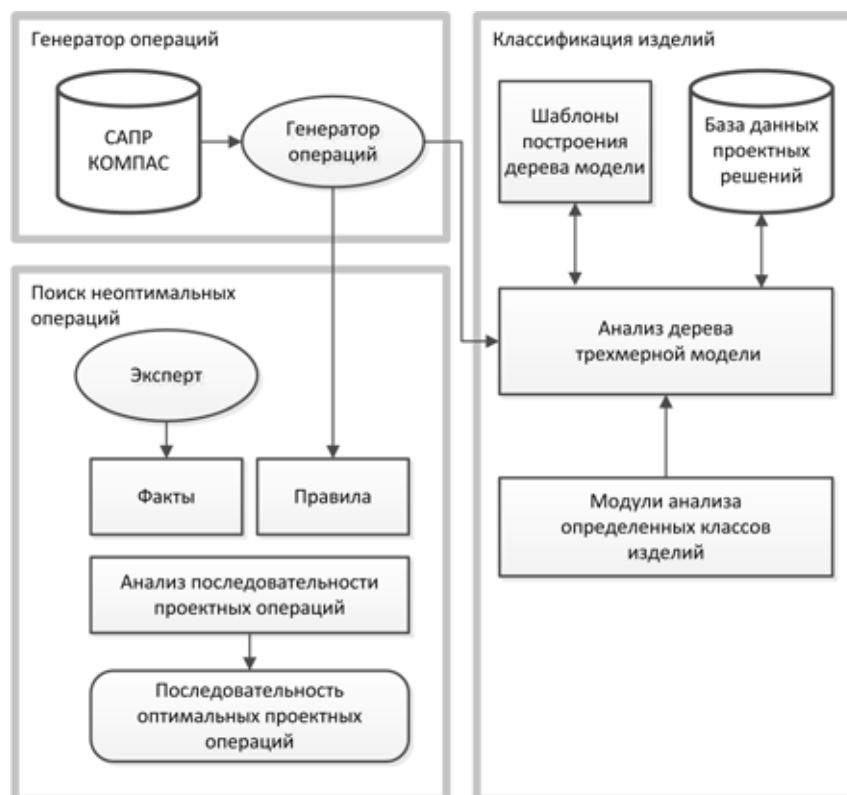 Генератор операций
САПР
КОМПАС
Генератор
операций
Поиск неоптимальных
операций
Эксперт
Факты
Правила
Анализ последовательности
проектных операций
Последовательность
оптимальных проектных
операций
Классификация изделий
Шаблоны
построения
дерева модели
База данных
проектных
решений
Анализ дерева
трехмерной модели
Модули анализа
определенных классов
изделий